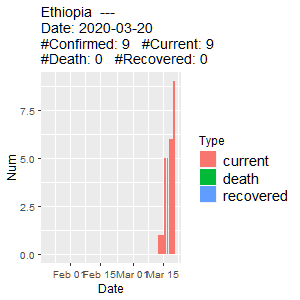 Ethiopia  ---
Date: 2020-03-20
#Confirmed: 9   #Current: 9
#Death: 0   #Recovered: 0
7.5
5.0
2.5
0.0
Num
Feb 01 Feb 15 Mar 01 Mar 15
Date
Type
current
death
recovered